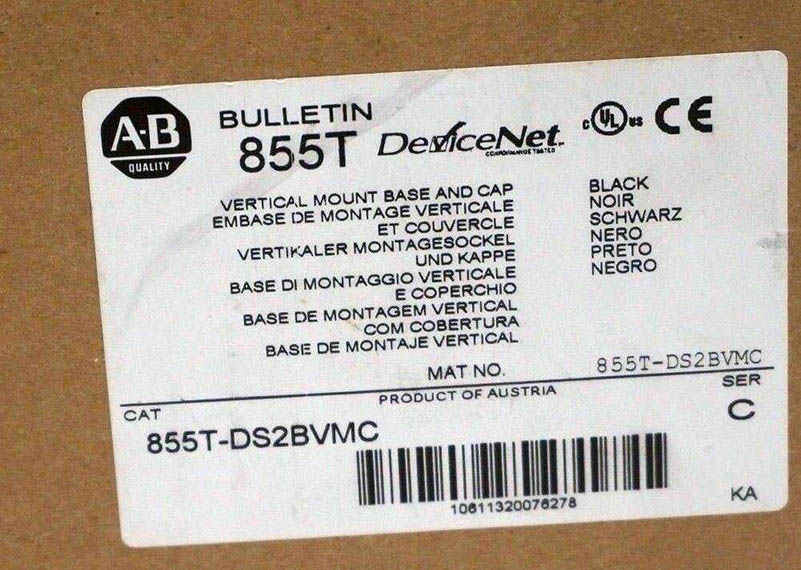 A-B
QUALITY
BULLETIN
855T
DeviceNet
CONFORMANCE TESTED
c UL us CE
VERTICAL MOUNT BASE AND CAP BLACK
EMBASE DE MONTAGE VERTICALE NOIR
ET COUVERCLE SCHWARZ
VERTIKALER MONTAGESOCKEL NERO
UND KAPPE PRETO
BASE DI MONTAGGIO VERTICALE NEGRO
E COPERCHIO
BASE DE MONTAGEM VERTICAL
COM COBERTURA
BASE DE MONTAJE VERTICAL
MAT NO. 855T-DS2BVMC
CAT PRODUCT OF AUSTRIA SER
855T-DS2BVMC C
10611320076278
KA